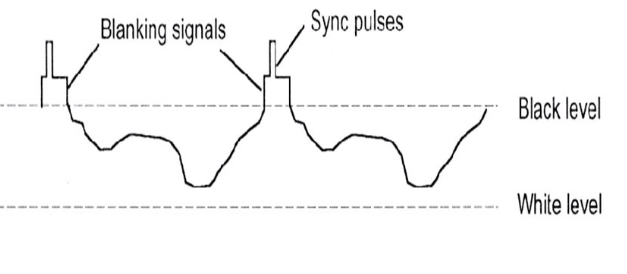 Blanking signals
Sync pulses
Black level
White level